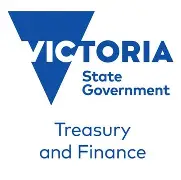 VICTORIA
State
Government
Treasury
and Finance